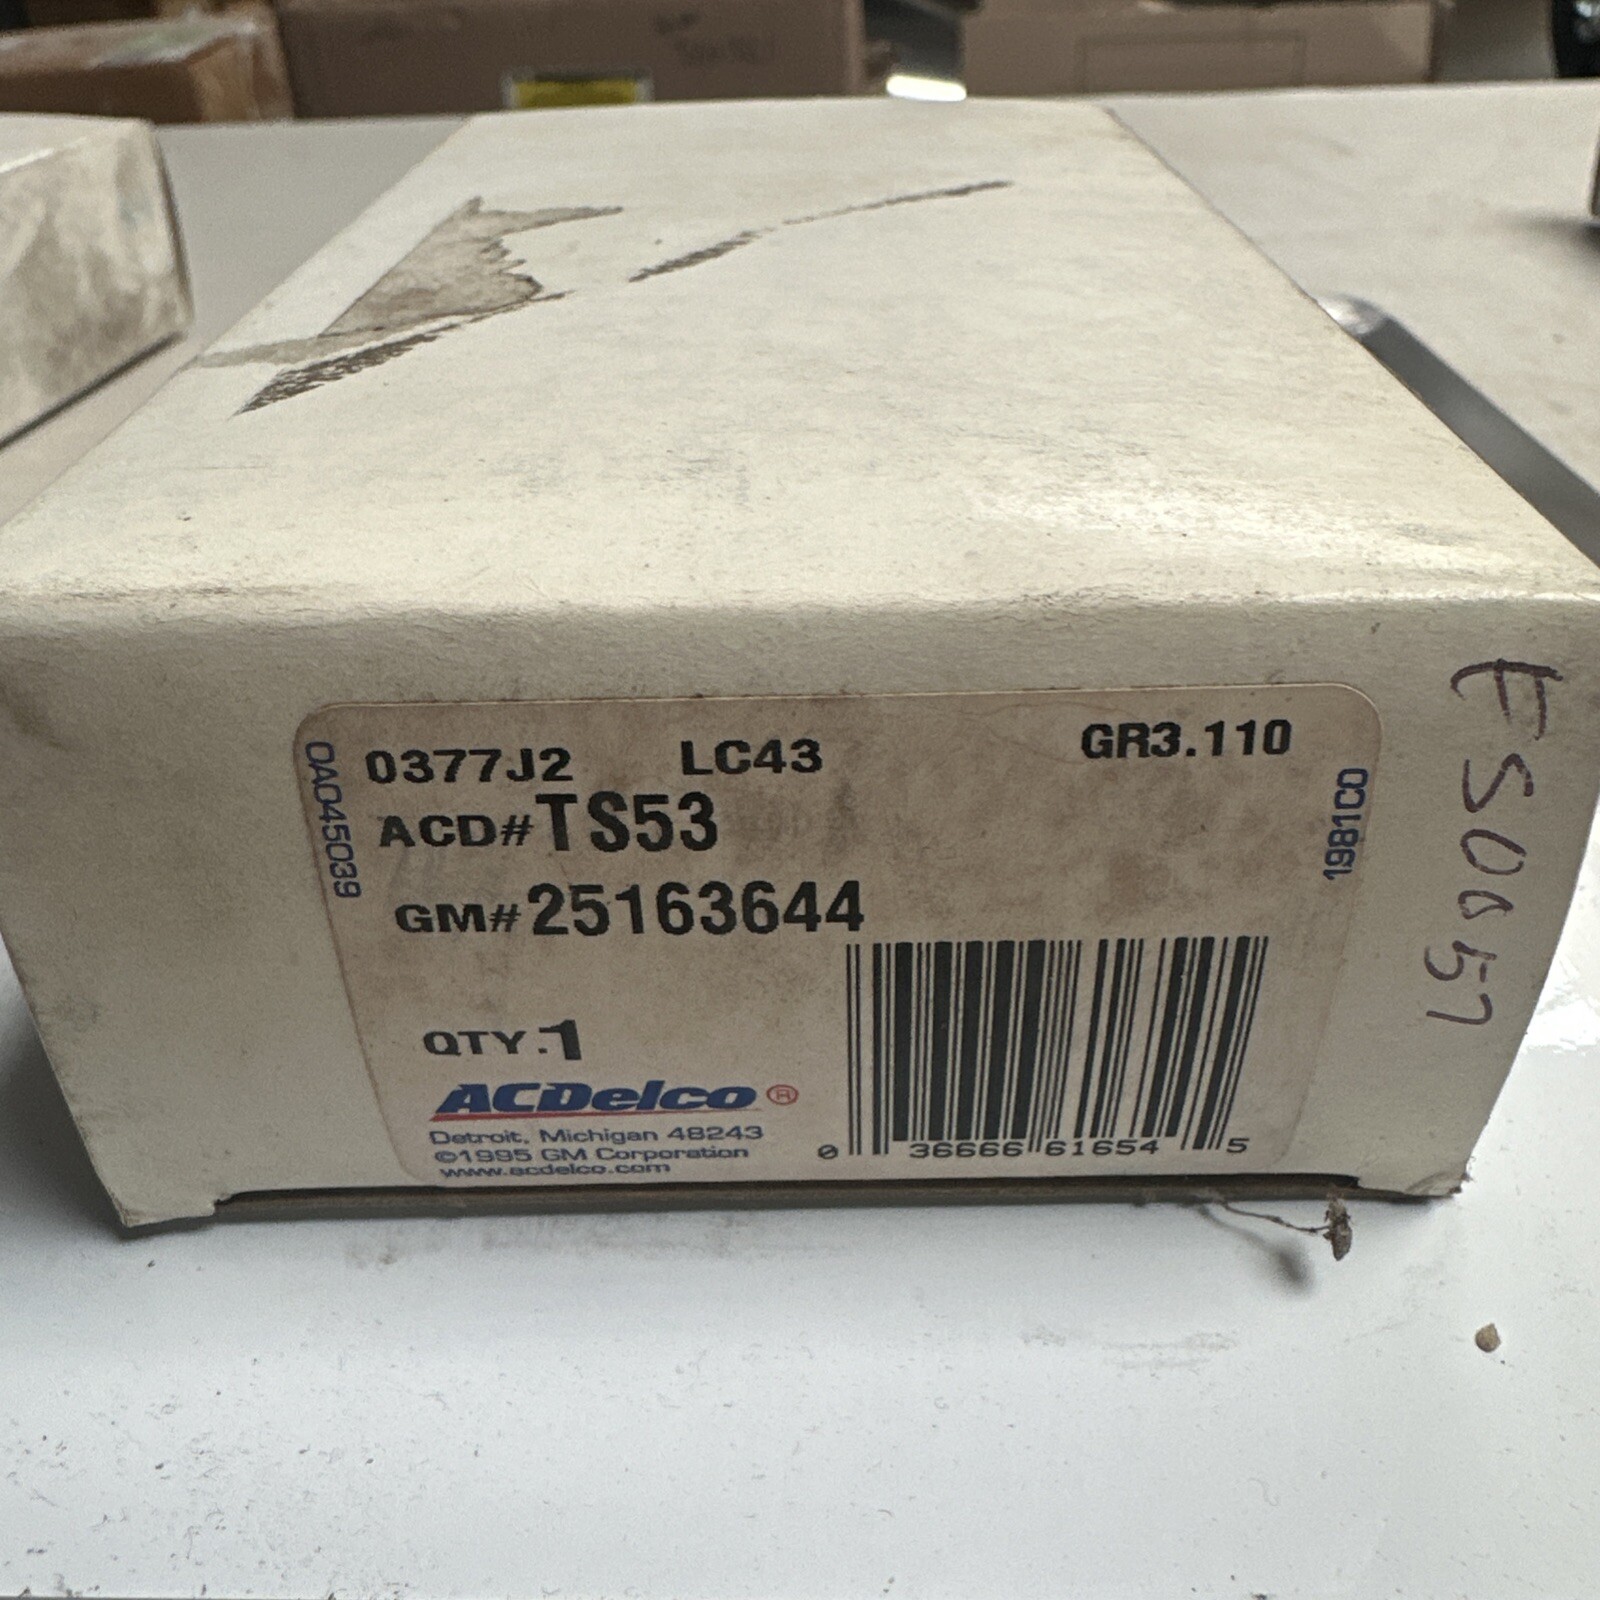 0377J2 LC43 GR3.110
ACD# TS53
GM# 25163644
QTY. 1
ACDelco®
Detroit, Michigan 48243
©1995 GM Corporation
www.acdelco.com
0 36666 61654 5
0A045039
1981C0
ES0057